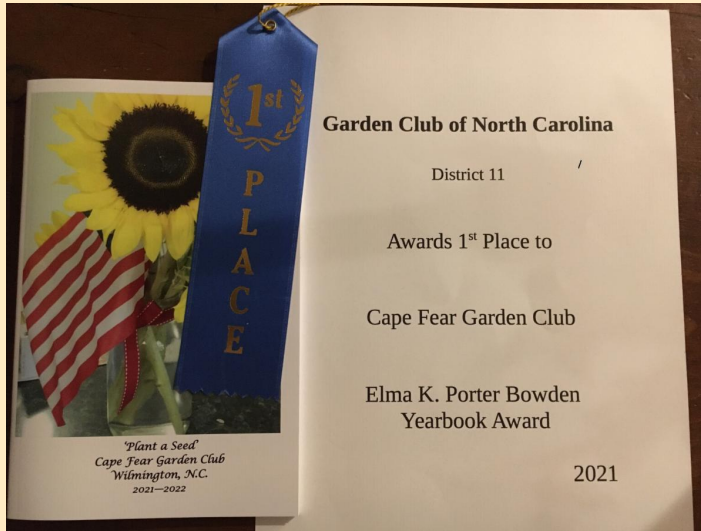 1st
P
L
A
C
E
'Plant a Seed'
Cape Fear Garden Club
Wilmington, N.C.
2021—2022
Garden Club of North Carolina
District 11
Awards 1st Place to
Cape Fear Garden Club
Elma K. Porter Bowden
Yearbook Award
2021